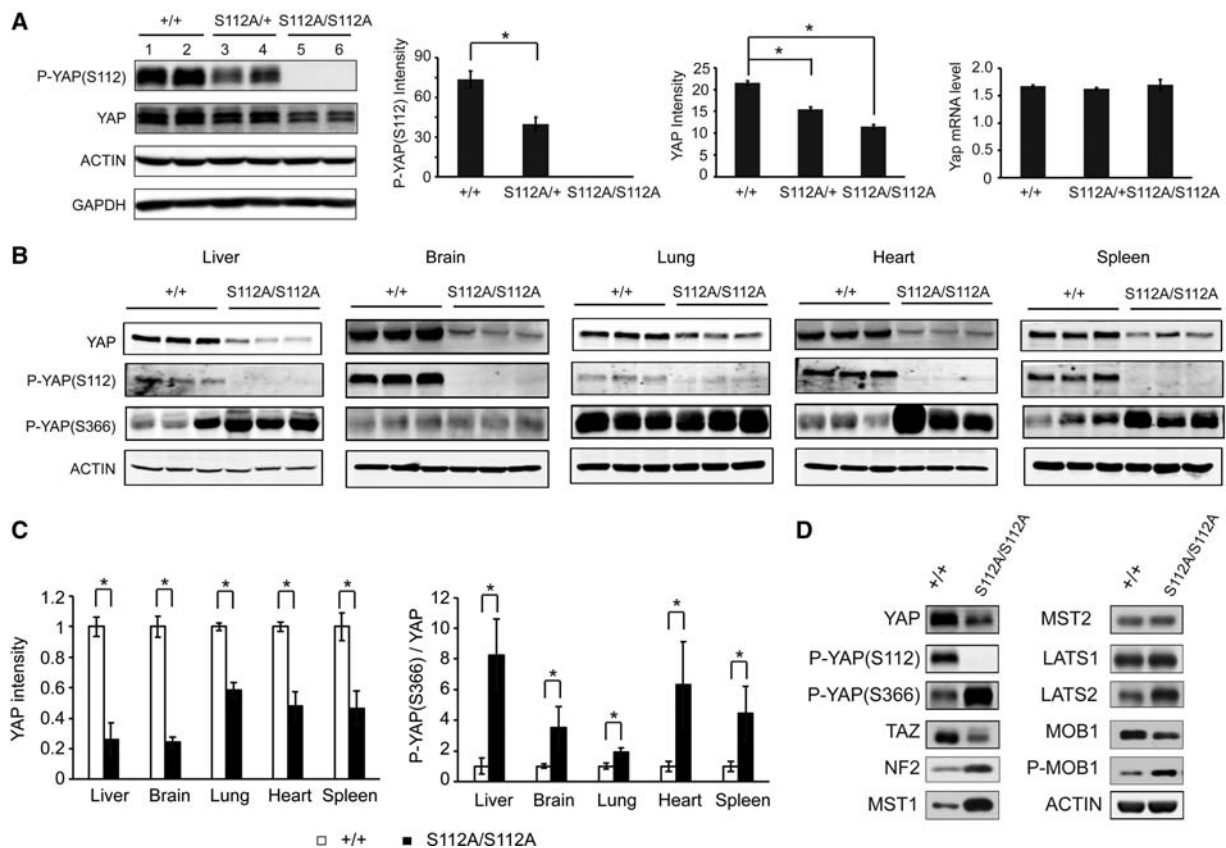 A
+/+ S112A/+ S112A/S112A
1 2 3 4 5 6
P-YAP(S112)
YAP
ACTIN
GAPDH
P-YAP(S112) Intensity
90
60
30
0
*
+/+ S112A/+ S112A/S112A
YAP Intensity
25
20
15
10
5
0
*
*
+/+ S112A/+ S112A/S112A
Yap mRNA level
2.0
1.5
1.0
0.5
0
+/+ S112A/+ S112A/S112A
B
Liver Brain Lung Heart Spleen
+/+ S112A/S112A +/+ S112A/S112A +/+ S112A/S112A +/+ S112A/S112A +/+ S112A/S112A
YAP
P-YAP(S112)
P-YAP(S366)
ACTIN
C
YAP intensity
1.2
1
0.8
0.6
0.4
0.2
0
* * * * *
Liver Brain Lung Heart Spleen
P-YAP(S366) / YAP
12
10
8
6
4
2
0
* * * * *
Liver Brain Lung Heart Spleen
+/+ S112A/S112A
D
+/+ S112A/S112A
YAP
P-YAP(S112)
P-YAP(S366)
TAZ
NF2
MST1
+/+ S112A/S112A
MST2
LATS1
LATS2
MOB1
P-MOB1
ACTIN